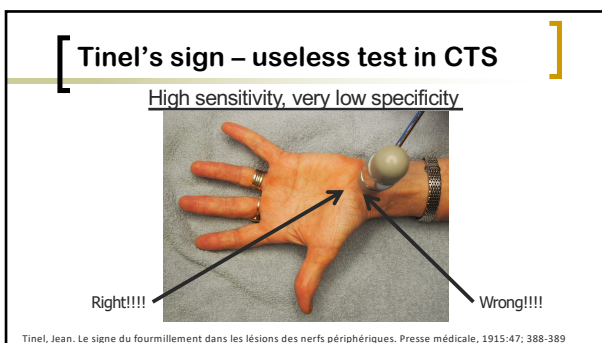 Tinel’s sign – useless test in CTS
High sensitivity, very low specificity
Right!!!!
Wrong!!!!
Tinel, Jean. Le signe du fourmillement dans les lésions des nerfs périphériques. Presse médicale, 1915:47; 388-389